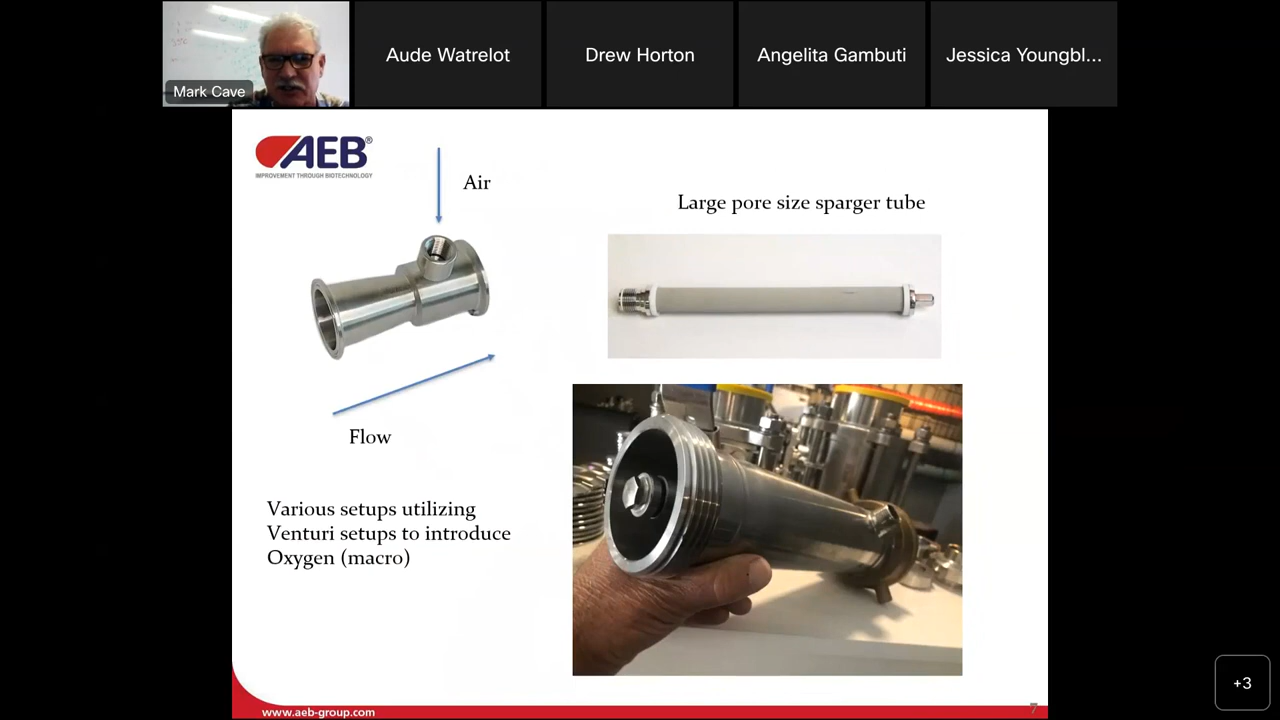 Mark Cave
Aude Watrelot
Drew Horton
Angelita Gambuti
Jessica Youngbl...
AEB®
IMPROVEMENT THROUGH BIOTECHNOLOGY
Air
Large pore size sparger tube
Flow
Various setups utilizing
Venturi setups to introduce
Oxygen (macro)
www.aeb-group.com
7
+3